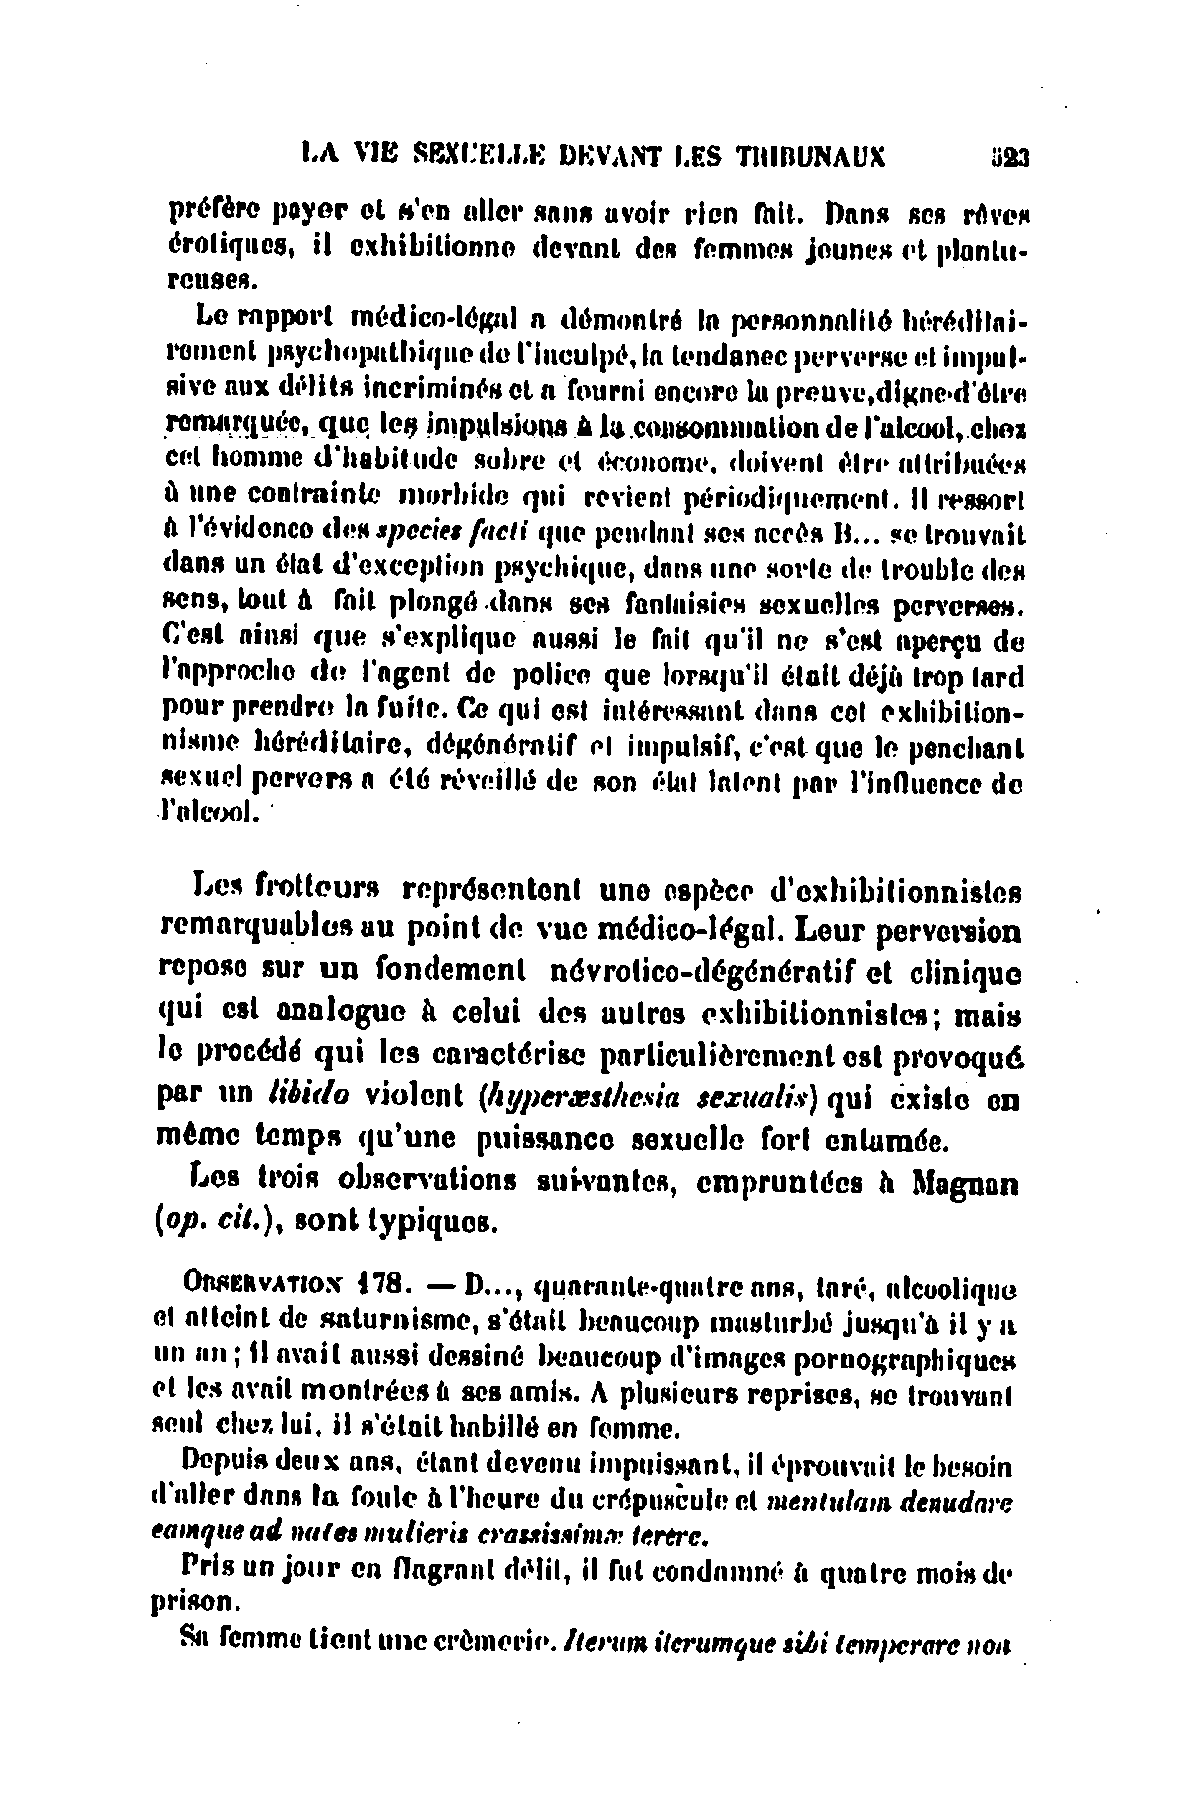 LA VIE SEXUELLE DEVANT LES TRIBUNAUX 523
préfère payer et s'en aller sans avoir rien fait. Dans ses rêves
érotiques, il exhibitionne devant des femmes jeunes et plantu-
reuses.
Le rapport médico-légal a démontré la personnalité héréditai-
rement psychopathique de l'inculpé, la tendance perverse et impul-
sive aux délits incriminés et a fourni encore la preuve, digne d'être
remarquée, que les impulsions à la consommation de l'alcool, chez
cet homme d'habitude sobre et économe, doivent être attribuées
à une contrainte morbide qui revient périodiquement. Il ressort
à l'évidence des species facti que pendant ses accès B... se trouvait
dans un état d'exception psychique, dans une sorte de trouble des
sens, tout à fait plongé dans ses fantaisies sexuelles perverses.
C'est ainsi que s'explique aussi le fait qu'il ne s'est aperçu de
l'approche de l'agent de police que lorsqu'il était déjà trop tard
pour prendre la fuite. Ce qui est intéressant dans cet exhibition-
nisme héréditaire, dégénératif et impulsif, c'est que le penchant
sexuel pervers a été réveillé de son état latent par l'influence de
l'alcool.
Les frotteurs représentent une espèce d'exhibitionnistes
remarquables au point de vue médico-légal. Leur perversion
repose sur un fondement névrotico-dégénératif et clinique
qui est analogue à celui des autres exhibitionnistes; mais
le procédé qui les caractérise particulièrement est provoqué
par un libido violent (hyperæsthesia sexualis) qui existe en
même temps qu'une puissance sexuelle fort entamée.
Les trois observations suivantes, empruntées à Magnan
(op. cit.), sont typiques.
OBSERVATION 178. — D..., quarante-quatre ans, taré, alcoolique
et atteint de saturnisme, s'était beaucoup masturbé jusqu'à il y a
un an; il avait aussi dessiné beaucoup d'images pornographiques
et les avait montrées à ses amis. A plusieurs reprises, se trouvant
seul chez lui, il s'était habillé en femme.
Depuis deux ans, étant devenu impuissant, il éprouvait le besoin
d'aller dans la foule à l'heure du crépuscule et mentulam denudare
eamque ad nates mulieris crassissimæ terere.
Pris un jour en flagrant délit, il fut condamné à quatre mois de
prison.
Sa femme tient une crèmerie. Iterum iterumque sibi temperare non